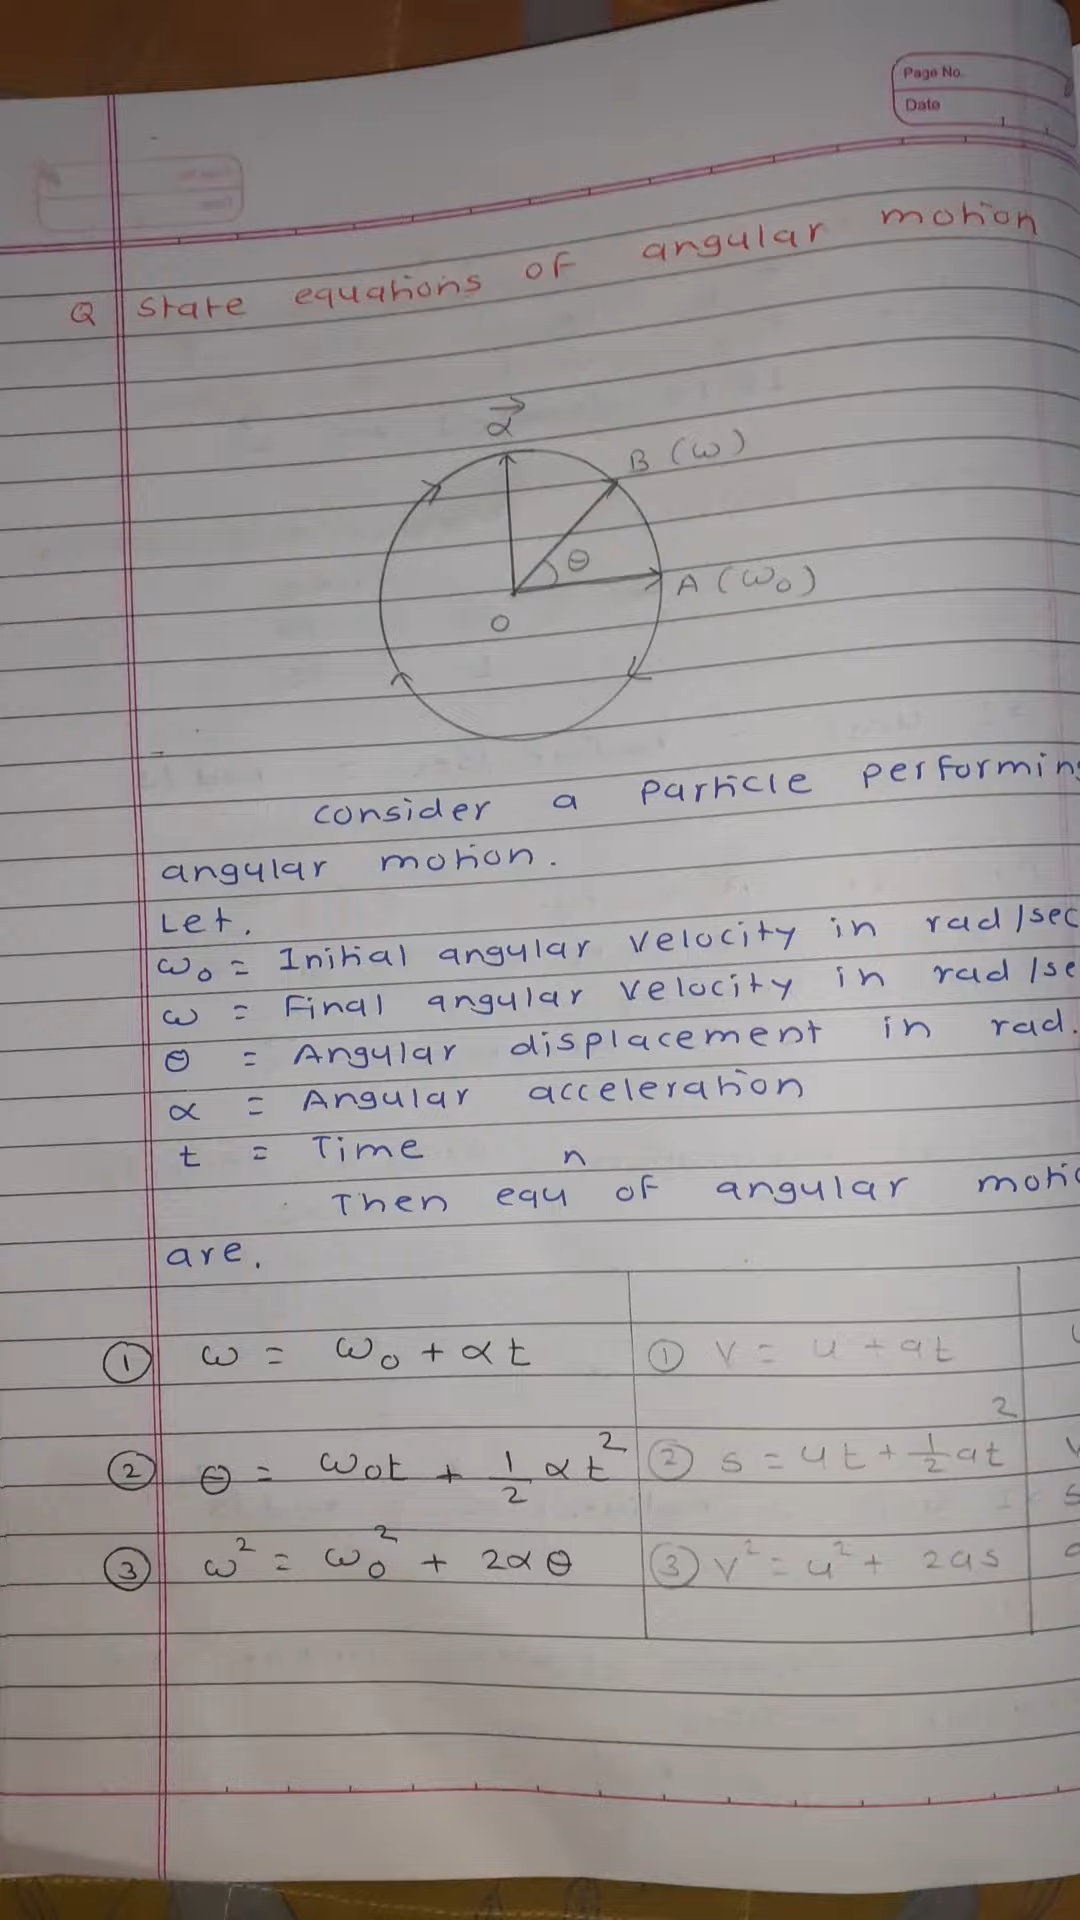 Page No.
Date
Q State equations of angular motion
α
B (ω)
θ
A (ω₀)
O
consider a particle performing
angular motion.
Let,
ω₀ = Initial angular velocity in rad/sec
ω = Final angular velocity in rad/se
θ = Angular displacement in rad.
α = Angular acceleration
t = Time
Then equⁿ of angular motio
are.
① ω = ω₀ + αt ① v = u + at
② θ = ω₀t + 1/2 αt² ② s = ut + 1/2 at²
③ ω² = ω₀² + 2αθ ③ v² = u² + 2as